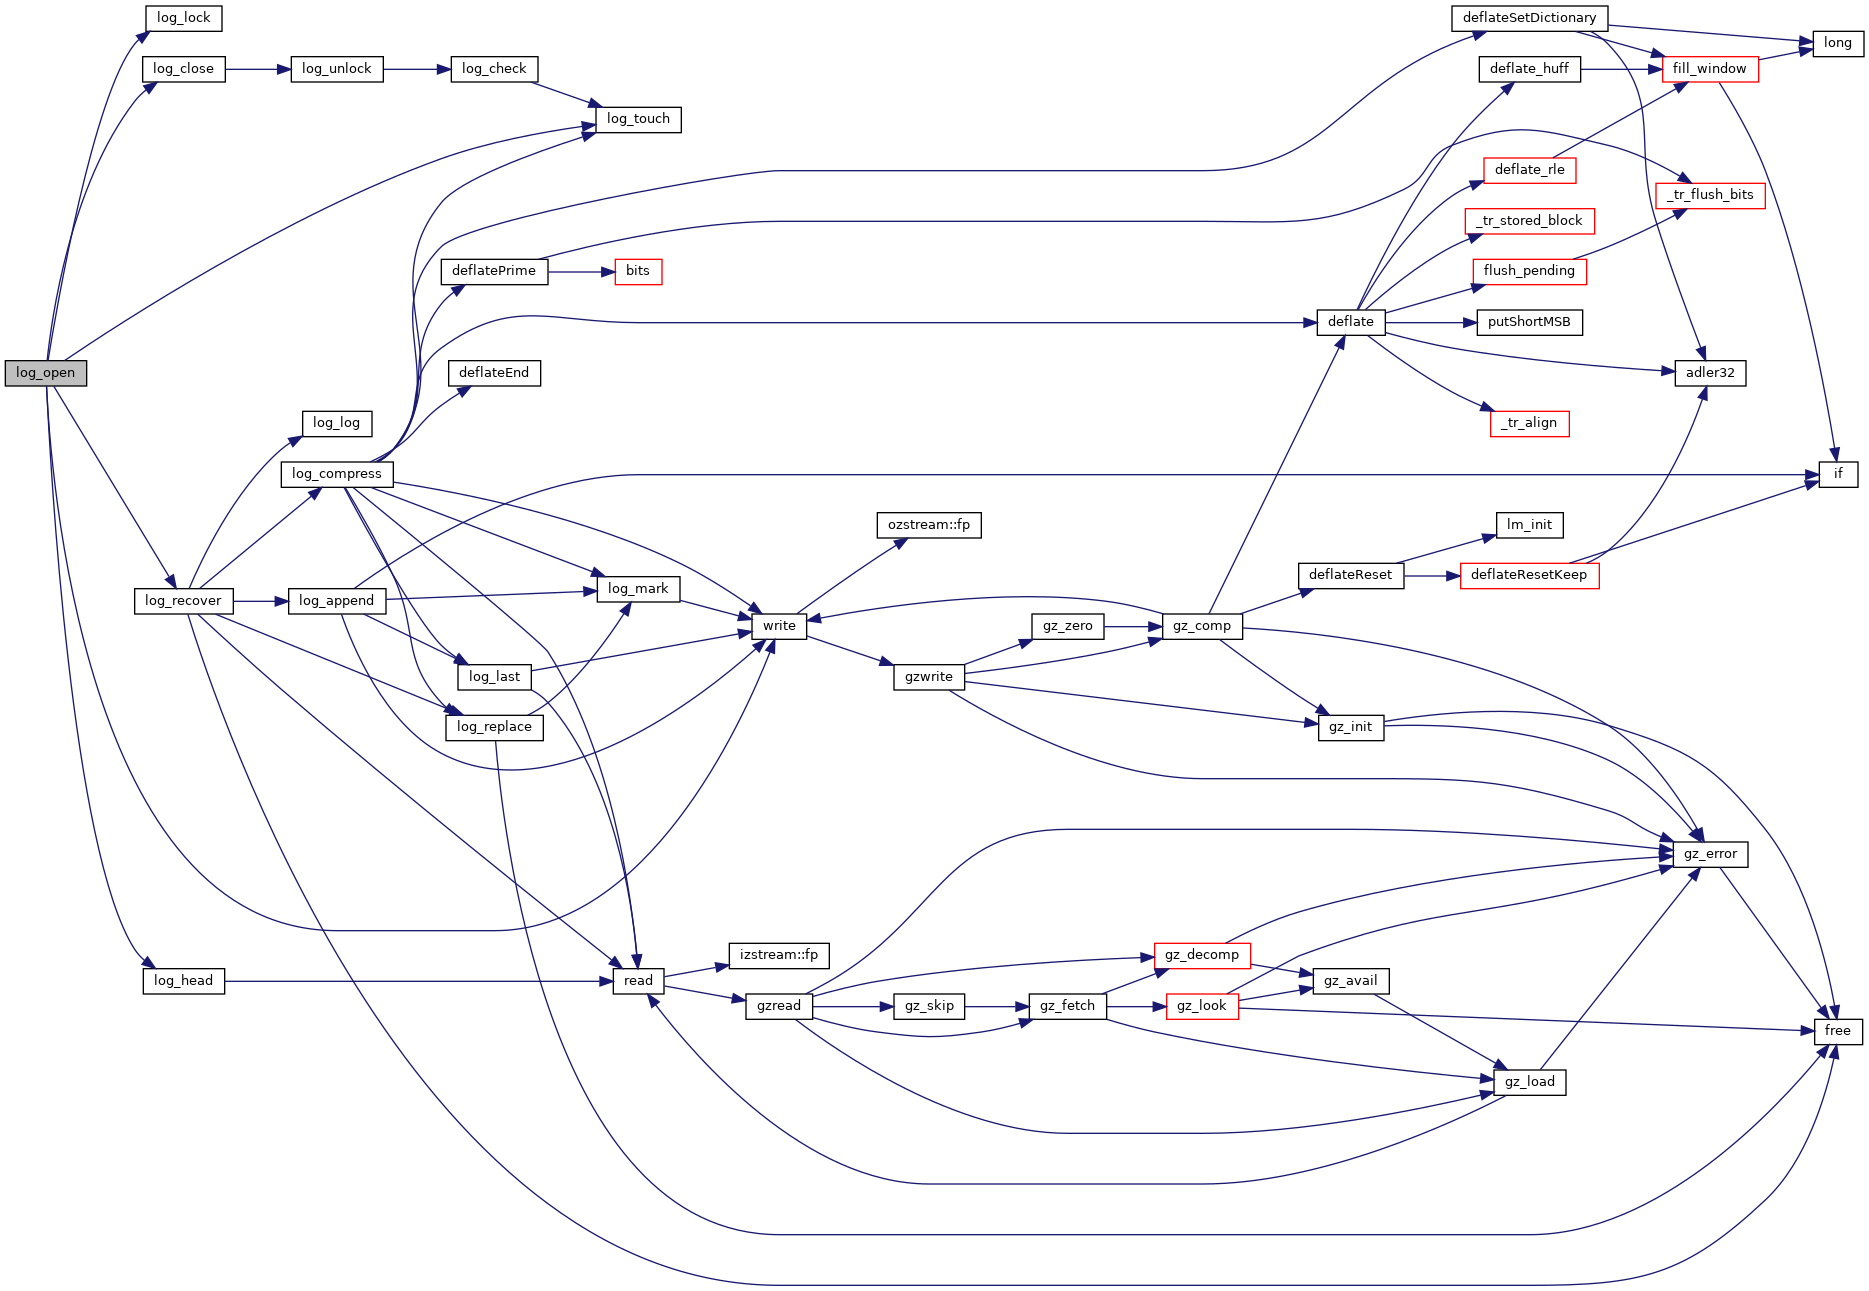 log_open
log_lock
log_close
log_unlock
log_check
log_touch
log_recover
log_log
log_compress
log_append
log_head
deflatePrime
bits
deflateEnd
log_mark
log_last
log_replace
write
read
ozstream::fp
izstream::fp
gzwrite
gzread
gz_zero
gz_comp
gz_skip
gz_fetch
gz_decomp
gz_look
gz_avail
gz_load
gz_init
gz_error
free
deflate
deflateReset
deflateResetKeep
lm_init
deflateSetDictionary
deflate_huff
deflate_rle
_tr_stored_block
flush_pending
putShortMSB
_tr_align
fill_window
long
_tr_flush_bits
adler32
if